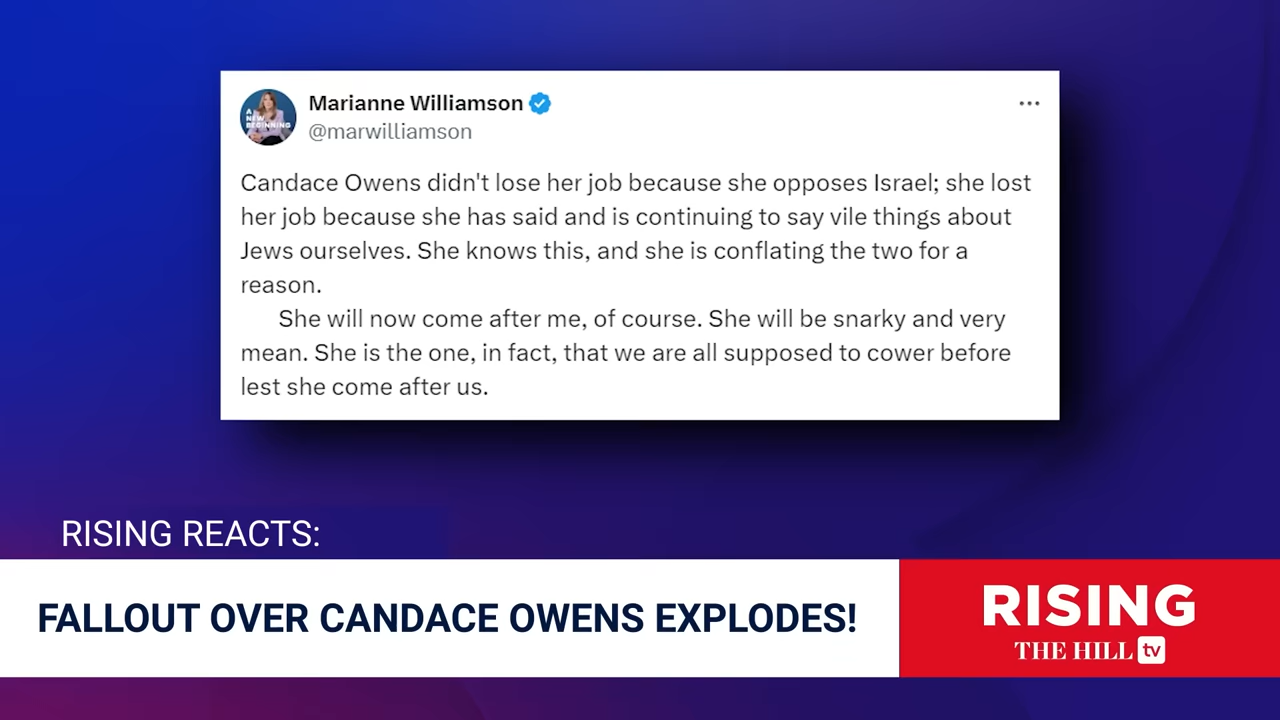 A NEW BEGINNING
Marianne Williamson
@marwilliamson
Candace Owens didn't lose her job because she opposes Israel; she lost
her job because she has said and is continuing to say vile things about
Jews ourselves. She knows this, and she is conflating the two for a
reason.
She will now come after me, of course. She will be snarky and very
mean. She is the one, in fact, that we are all supposed to cower before
lest she come after us.
RISING REACTS:
FALLOUT OVER CANDACE OWENS EXPLODES!
RISING
THE HILL tv